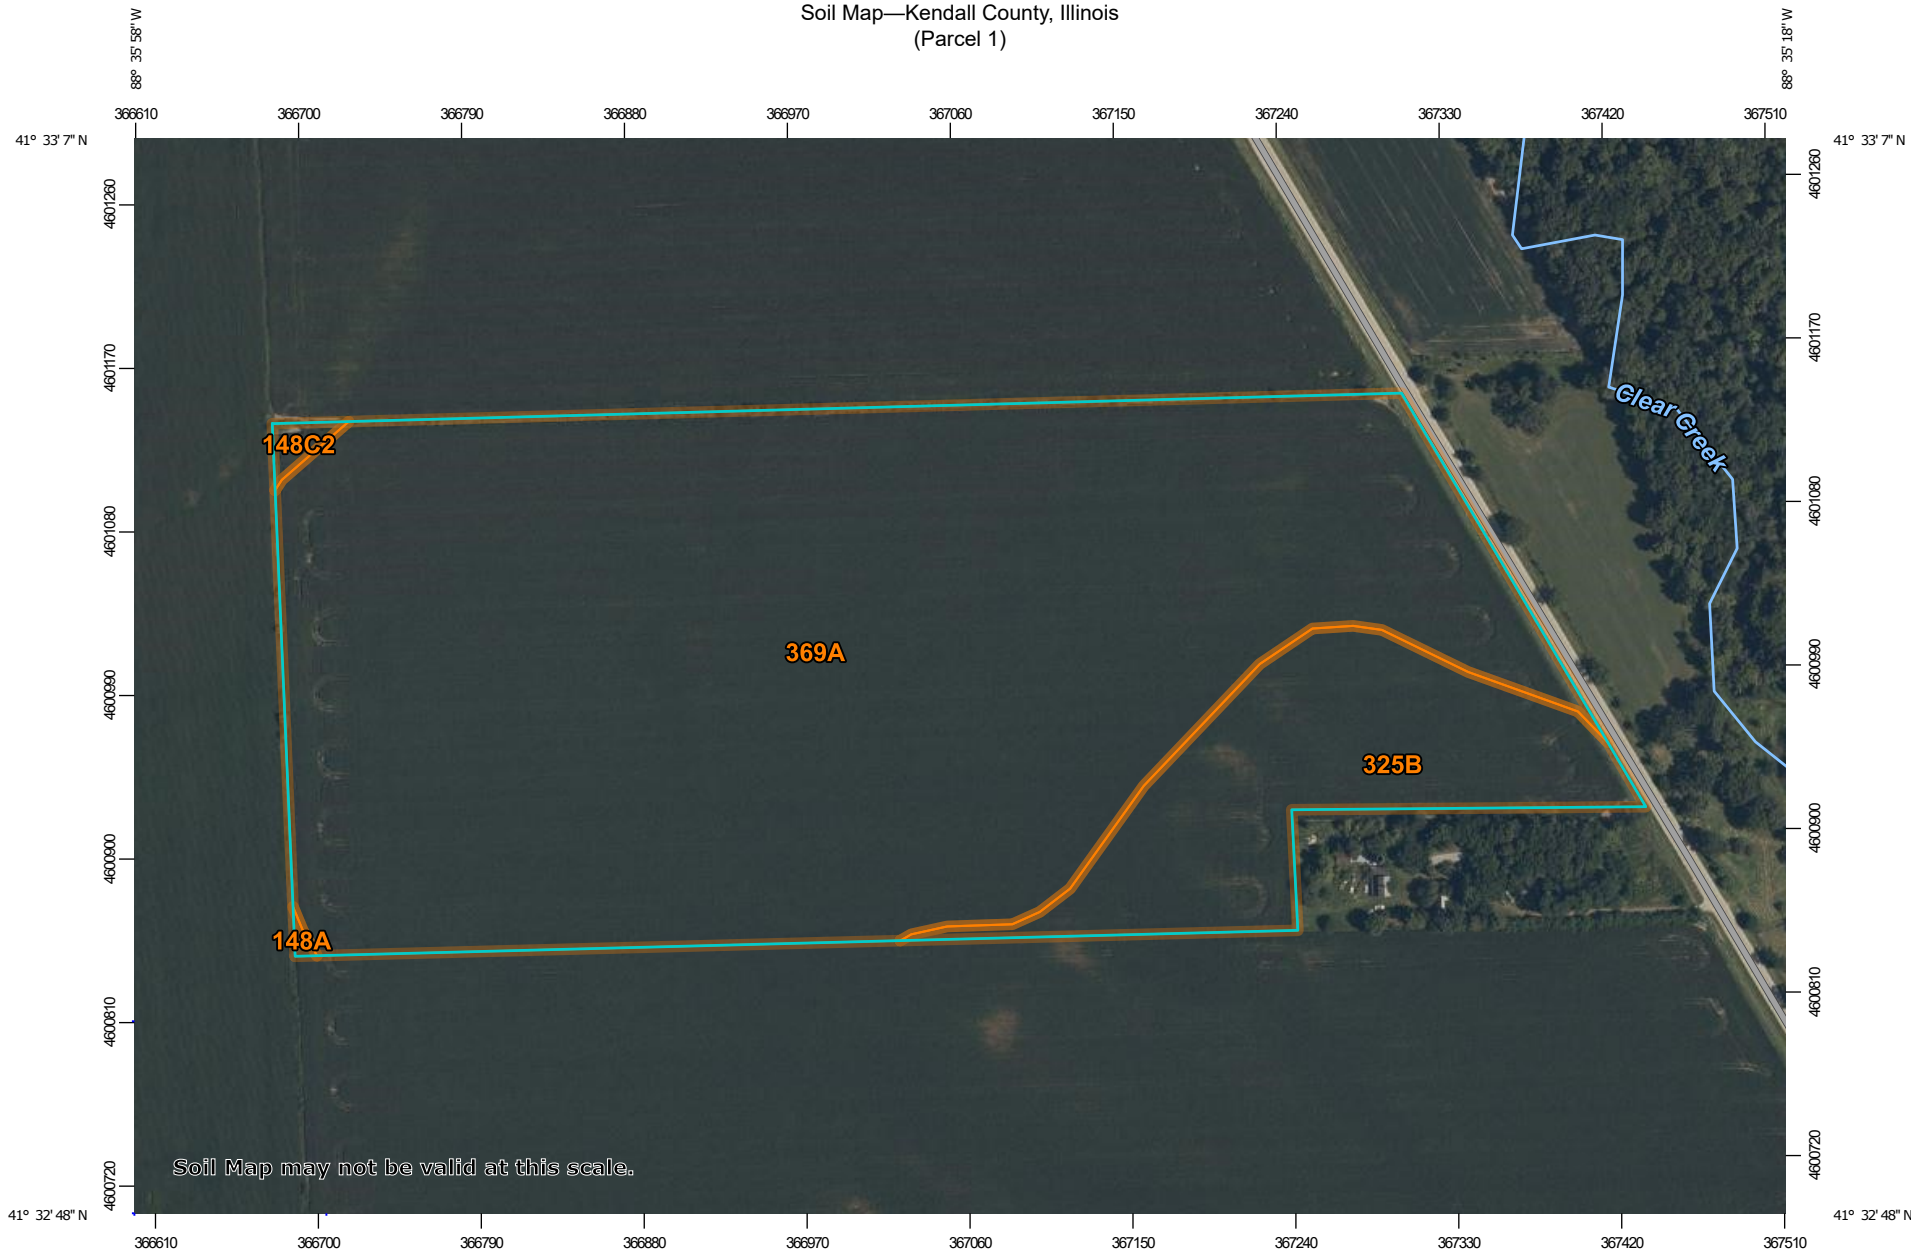 Soil Map—Kendall County, Illinois
(Parcel 1)
88° 35' 58'' W
88° 35' 18'' W
366610 366700 366790 366880 366970 367060 367150 367240 367330 367420 367510
41° 33' 7'' N
41° 33' 7'' N
4601260
4601260
4601170
4601170
Clear Creek
148C2
4601080
4601080
369A
4600990
4600990
325B
4600900
4600900
148A
4600810
4600810
Soil Map may not be valid at this scale.
4600720
4600720
41° 32' 48'' N
41° 32' 48'' N
366610 366700 366790 366880 366970 367060 367150 367240 367330 367420 367510